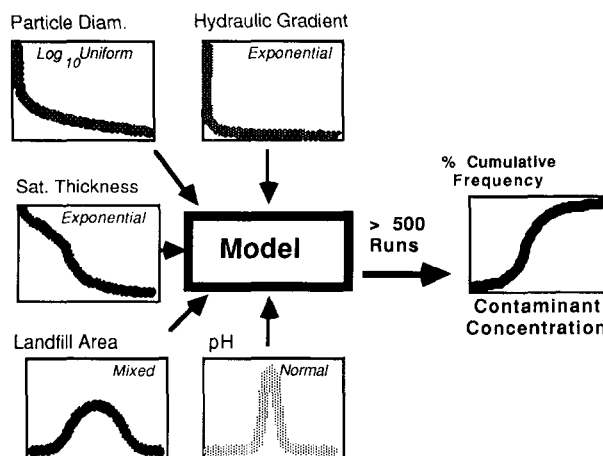 Particle Diam.
Hydraulic Gradient
Log 10 Uniform
Exponential
% Cumulative
Frequency
Sat. Thickness
Exponential
Model
> 500
Runs
Contaminant
Concentration
Landfill Area
pH
Mixed
Normal